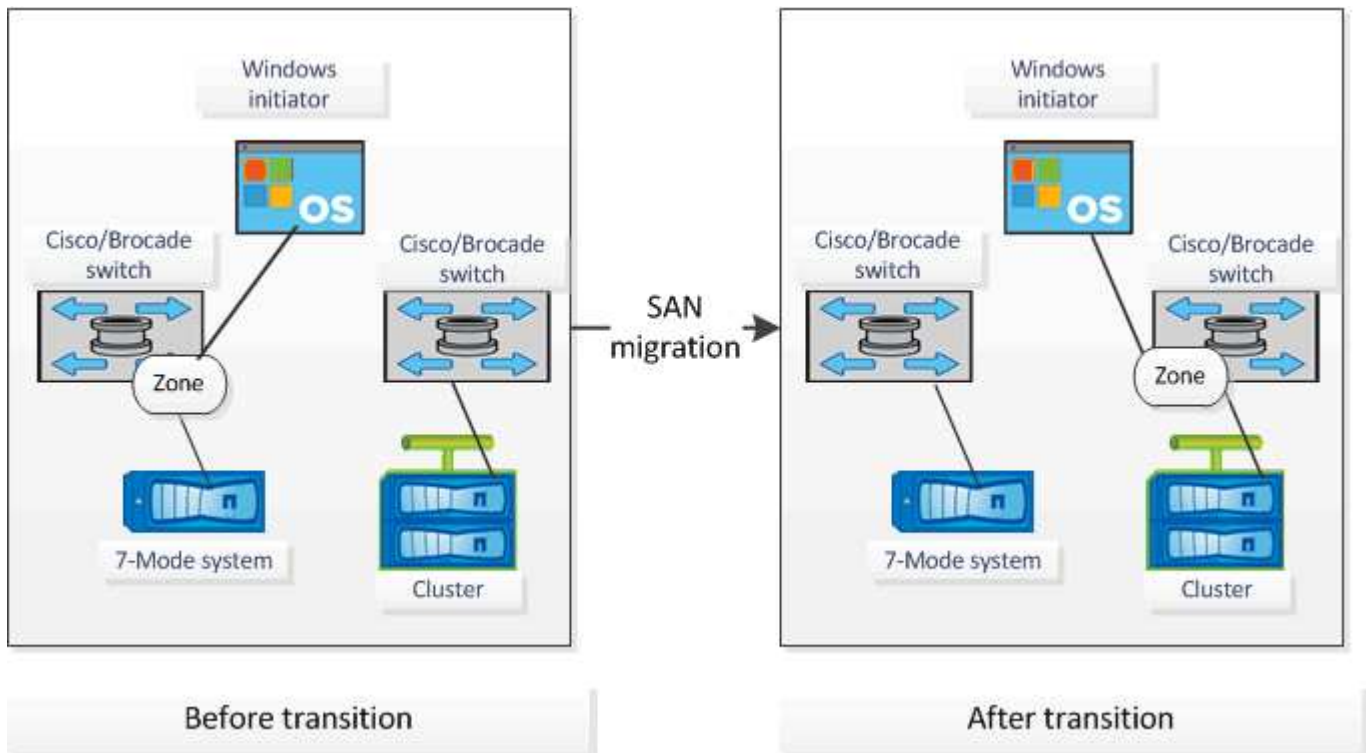 Windows
initiator
OS
Cisco/Brocade
switch
Cisco/Brocade
switch
Zone
n
7-Mode system
n
n
Cluster
Before transition
SAN
migration
Windows
initiator
OS
Cisco/Brocade
switch
Cisco/Brocade
switch
Zone
n
7-Mode system
n
n
Cluster
After transition